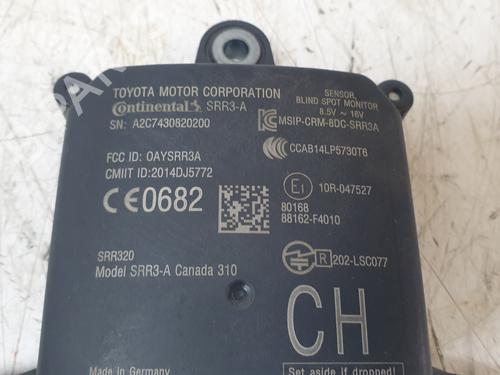 TOYOTA MOTOR CORPORATION
Continental SRR3-A
SN: A2C7430820200
SENSOR,
BLIND SPOT MONITOR
8.5V ~ 16V
MSIP-CRM-8DC-SRR3A
CCAB14LP5730T6
FCC ID: OAYSRR3A
CMIIT ID:2014DJ5772
CE0682
E1 10R-047527
80168
88162-F4010
SRR320
Model SRR3-A Canada 310
R 202-LSC077
CH
Made in Germany
Set aside if dropped!